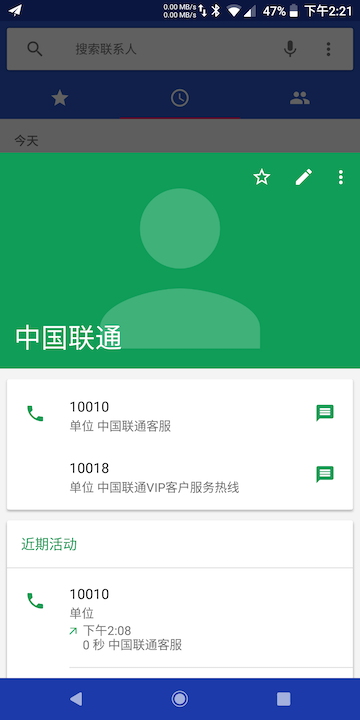 0.00 MB/s
0.00 MB/s
47%
下午2:21
搜索联系人
今天
中国联通
10010
单位 中国联通客服
10018
单位 中国联通VIP客户服务热线
近期活动
10010
单位
下午2:08
0 秒 中国联通客服